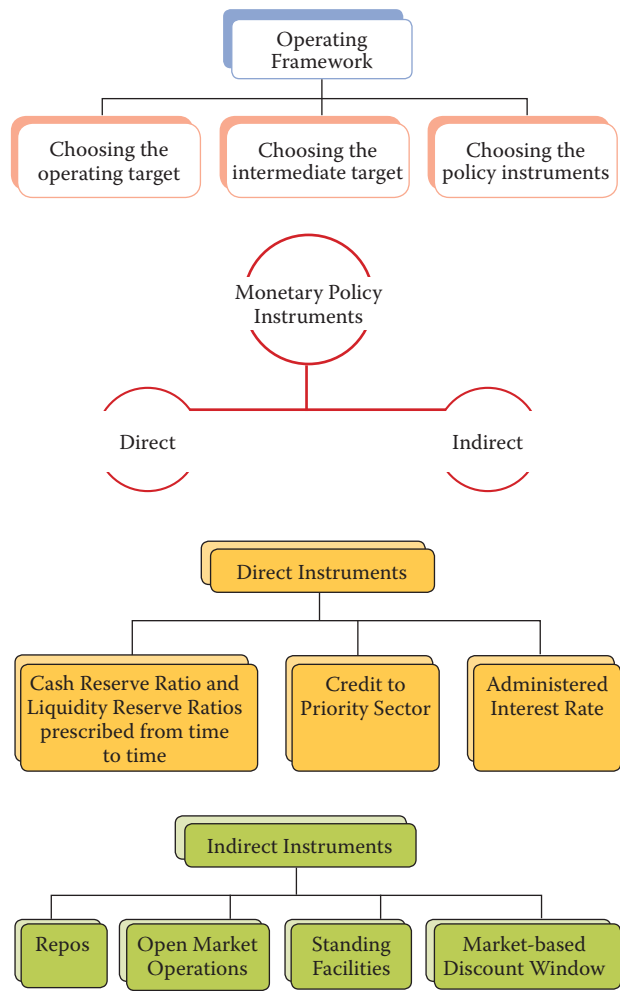 Operating
Framework
Choosing the
operating target
Choosing the
intermediate target
Choosing the
policy instruments
Monetary Policy
Instruments
Direct
Indirect
Direct Instruments
Cash Reserve Ratio and
Liquidity Reserve Ratios
prescribed from time
to time
Credit to
Priority Sector
Administered
Interest Rate
Indirect Instruments
Repos
Open Market
Operations
Standing
Facilities
Market-based
Discount Window